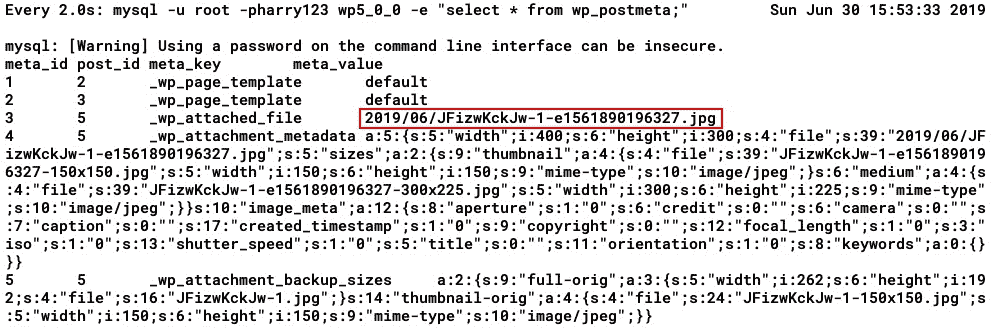 Every 2.0s: mysql -u root -pharry123 wp5_0_0 -e "select * from wp_postmeta;" Sun Jun 30 15:53:33 2019
mysql: [Warning] Using a password on the command line interface can be insecure.
meta_id post_id meta_key meta_value
1 2 _wp_page_template default
2 3 _wp_page_template default
3 5 _wp_attached_file 2019/06/JFizwKckJw-1-e1561890196327.jpg
4 5 _wp_attachment_metadata a:5:{s:5:"width";i:400;s:6:"height";i:300;s:4:"file";s:39:"2019/06/JF
izwKckJw-1-e1561890196327.jpg";s:5:"sizes";a:2:{s:9:"thumbnail";a:4:{s:4:"file";s:39:"JFizwKckJw-1-e156189019
6327-150x150.jpg";s:5:"width";i:150;s:6:"height";i:150;s:9:"mime-type";s:10:"image/jpeg";}s:6:"medium";a:4:{s
:4:"file";s:39:"JFizwKckJw-1-e1561890196327-300x225.jpg";s:5:"width";i:300;s:6:"height";i:225;s:9:"mime-type"
;s:10:"image/jpeg";}}s:10:"image_meta";a:12:{s:8:"aperture";s:1:"0";s:6:"credit";s:0:"";s:6:"camera";s:0:"";s
:7:"caption";s:0:"";s:17:"created_timestamp";s:1:"0";s:9:"copyright";s:0:"";s:12:"focal_length";s:1:"0";s:3:"
iso";s:1:"0";s:13:"shutter_speed";s:1:"0";s:5:"title";s:0:"";s:11:"orientation";s:1:"0";s:8:"keywords";a:0:{}
}}
5 5 _wp_attachment_backup_sizes a:2:{s:9:"full-orig";a:3:{s:5:"width";i:262;s:6:"height";i:19
2;s:4:"file";s:16:"JFizwKckJw-1.jpg";}s:14:"thumbnail-orig";a:4:{s:4:"file";s:24:"JFizwKckJw-1-150x150.jpg";s
:5:"width";i:150;s:6:"height";i:150;s:9:"mime-type";s:10:"image/jpeg";}}